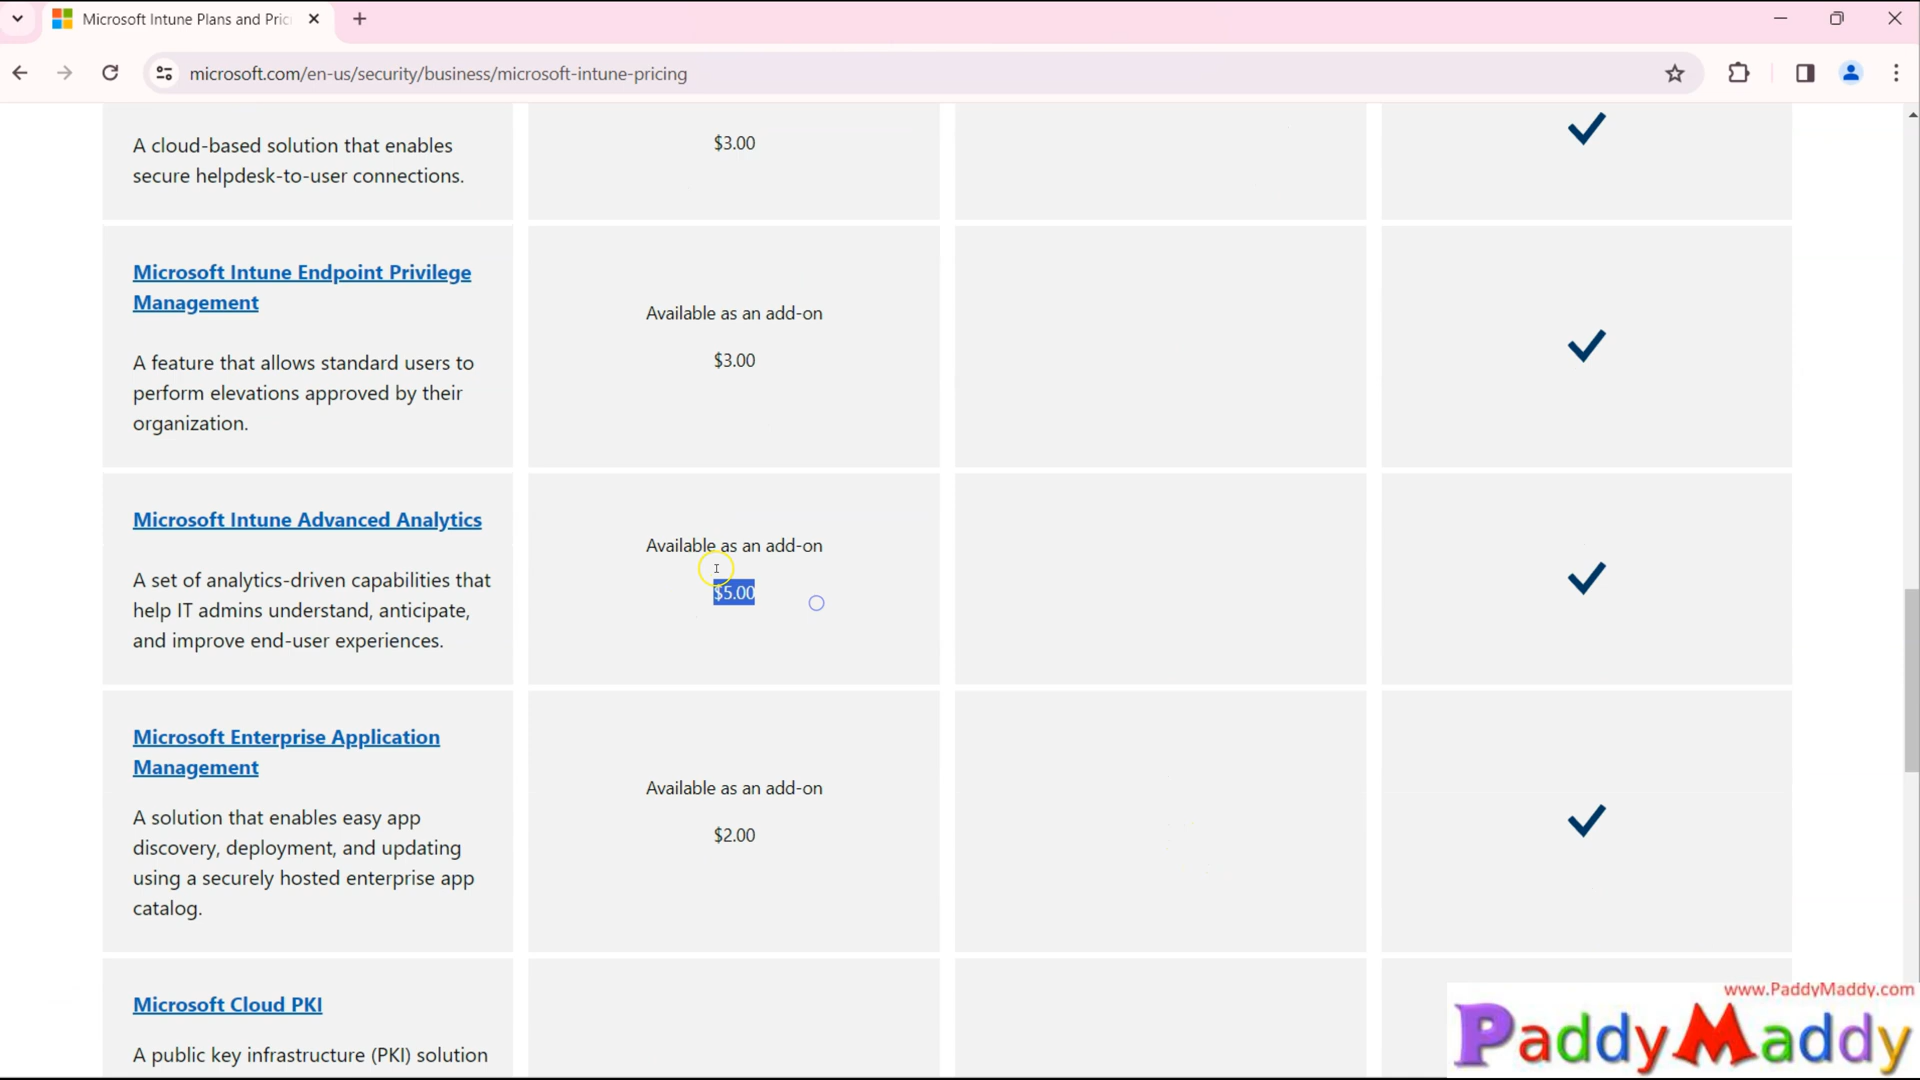 Microsoft Intune Plans and Pric
microsoft.com/en-us/security/business/microsoft-intune-pricing
A cloud-based solution that enables
secure helpdesk-to-user connections.
$3.00
Microsoft Intune Endpoint Privilege
Management
A feature that allows standard users to
perform elevations approved by their
organization.
Available as an add-on
$3.00
Microsoft Intune Advanced Analytics
A set of analytics-driven capabilities that
help IT admins understand, anticipate,
and improve end-user experiences.
Available as an add-on
$5.00
Microsoft Enterprise Application
Management
A solution that enables easy app
discovery, deployment, and updating
using a securely hosted enterprise app
catalog.
Available as an add-on
$2.00
Microsoft Cloud PKI
A public key infrastructure (PKI) solution
www.PaddyMaddy.com
PaddyMaddy